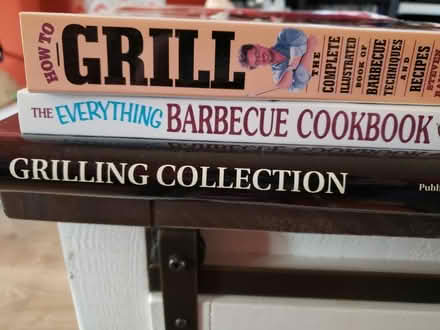 HOW TO GRILL THE COMPLETE ILLUSTRATED BOOK OF BARBECUE TECHNIQUES AND RECIPES
THE EVERYTHING BARBECUE COOKBOOK
GRILLING COLLECTION